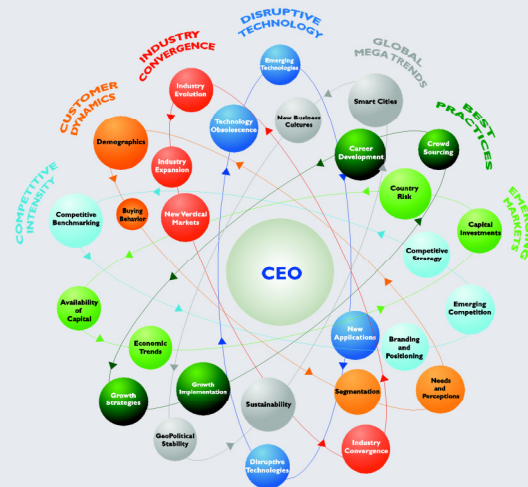 DISRUPTIVE
TECHNOLOGY
INDUSTRY
CONVERGENCE
GLOBAL
MEGA TRENDS
CUSTOMER
DYNAMICS
BEST
PRACTICES
COMPETITIVE
INTENSITY
EMERGING
MARKETS
Emerging
Technologies
Industry
Evolution
Smart Cities
New Business
Cultures
Technology
Obsolescence
Demographics
Career
Development
Crowd
Sourcing
Industry
Expansion
Country
Risk
Competitive
Benchmarking
Buying
Behavior
New Vertical
Markets
Capital
Investments
Competitive
Strategy
CEO
Availability
of
Capital
Emerging
Competition
New
Applications
Economic
Trends
Branding
and
Positioning
Growth
Strategies
Growth
Implementation
Sustainability
Segmentation
Needs
and
Perceptions
GeoPolitical
Stability
Industry
Convergence
Disruptive
Technologies